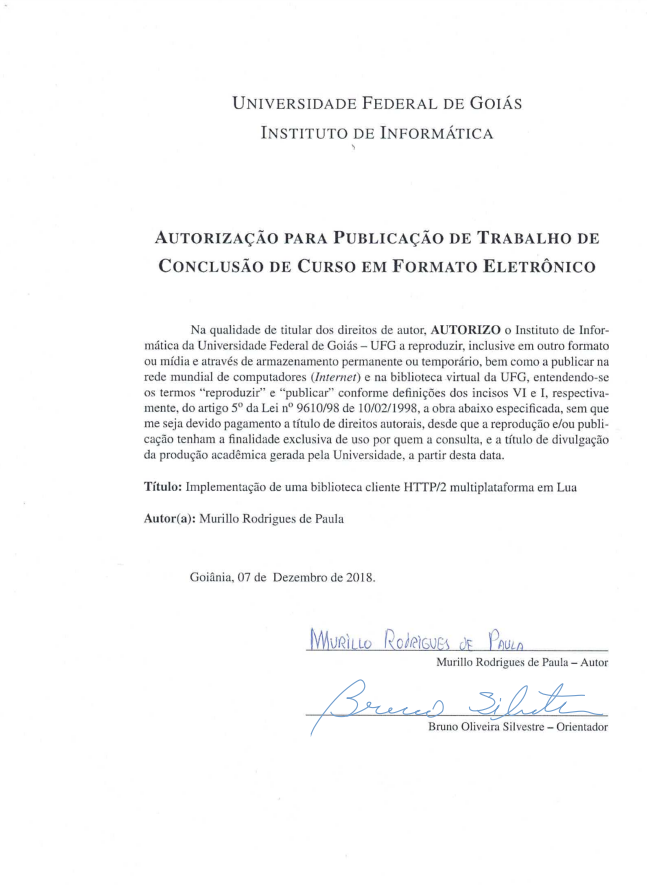 UNIVERSIDADE FEDERAL DE GOIÁS
INSTITUTO DE INFORMÁTICA
AUTORIZAÇÃO PARA PUBLICAÇÃO DE TRABALHO DE
CONCLUSÃO DE CURSO EM FORMATO ELETRÔNICO
Na qualidade de titular dos direitos de autor, AUTORIZO o Instituto de Infor-
mática da Universidade Federal de Goiás – UFG a reproduzir, inclusive em outro formato
ou mídia e através de armazenamento permanente ou temporário, bem como a publicar na
rede mundial de computadores (Internet) e na biblioteca virtual da UFG, entendendo-se
os termos “reproduzir” e “publicar” conforme definições dos incisos VI e I, respectiva-
mente, do artigo 5º da Lei nº 9610/98 de 10/02/1998, a obra abaixo especificada, sem que
me seja devido pagamento a título de direitos autorais, desde que a reprodução e/ou publi-
cação tenham a finalidade exclusiva de uso por quem a consulta, e a título de divulgação
da produção acadêmica gerada pela Universidade, a partir desta data.
Título: Implementação de uma biblioteca cliente HTTP/2 multiplataforma em Lua
Autor(a): Murillo Rodrigues de Paula
Goiânia, 07 de Dezembro de 2018.
MURILLO RODRIGUES DE PAULA
Murillo Rodrigues de Paula – Autor
Bruno Silvestre
Bruno Oliveira Silvestre – Orientador